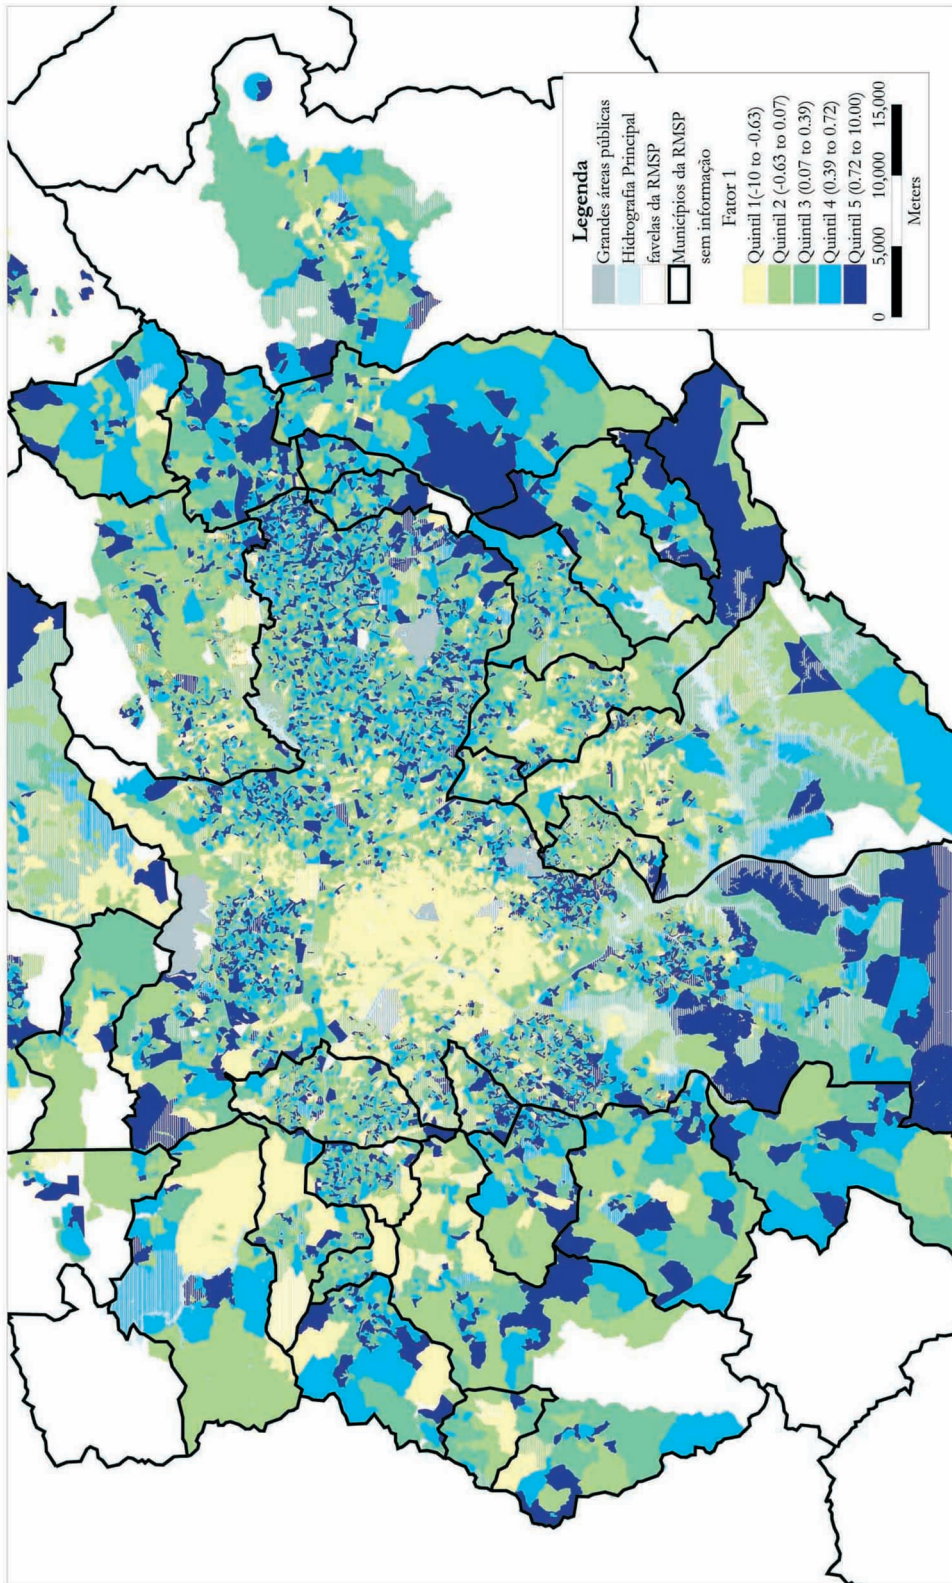 Legenda
Grandes áreas públicas
Hidrografia Principal
favelas da RMSP
Municípios da RMSP
sem informação
Fator 1
Quintil 1(-10 to -0.63)
Quintil 2 (-0.63 to 0.07)
Quintil 3 (0.07 to 0.39)
Quintil 4 (0.39 to 0.72)
Quintil 5 (0.72 to 10.00)
0 5,000 10,000 15,000
Meters